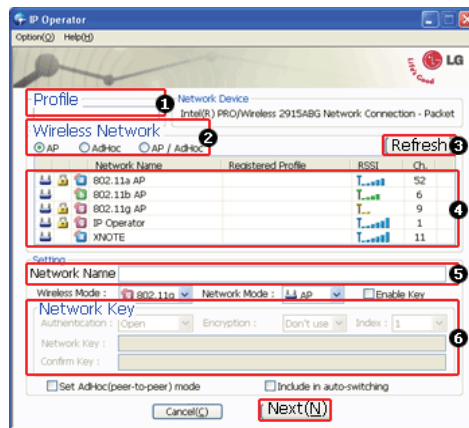 IP Operator
Option(O) Help(H)
Life's Good LG
Profile 1
Network Device
Intel(R) PRO/Wireless 2915ABG Network Connection - Packet
Wireless Network 2
AP AdHoc AP / AdHoc
Refresh 3
Network Name Registered Profile RSSI Ch.
802.11a AP 52
802.11b AP 6
802.11g AP 9
4
IP Operator 1
XNOTE 11
Setting
Network Name 5
Wireless Mode : 802.11g Network Mode : AP Enable Key
Network Key
Authentication : Open Encryption : Don't use Index : 1
6
Network Key :
Confirm Key :
Set AdHoc(peer-to-peer) mode Include in auto-switching
Cancel(C) Next(N)